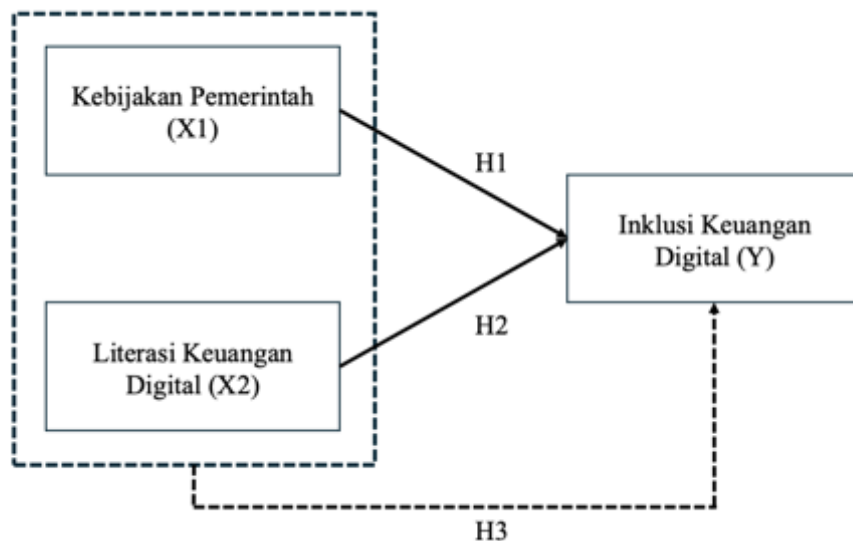 Kebijakan Pemerintah
(X1)
H1
Inklusi Keuangan
Digital (Y)
H2
Literasi Keuangan
Digital (X2)
H3